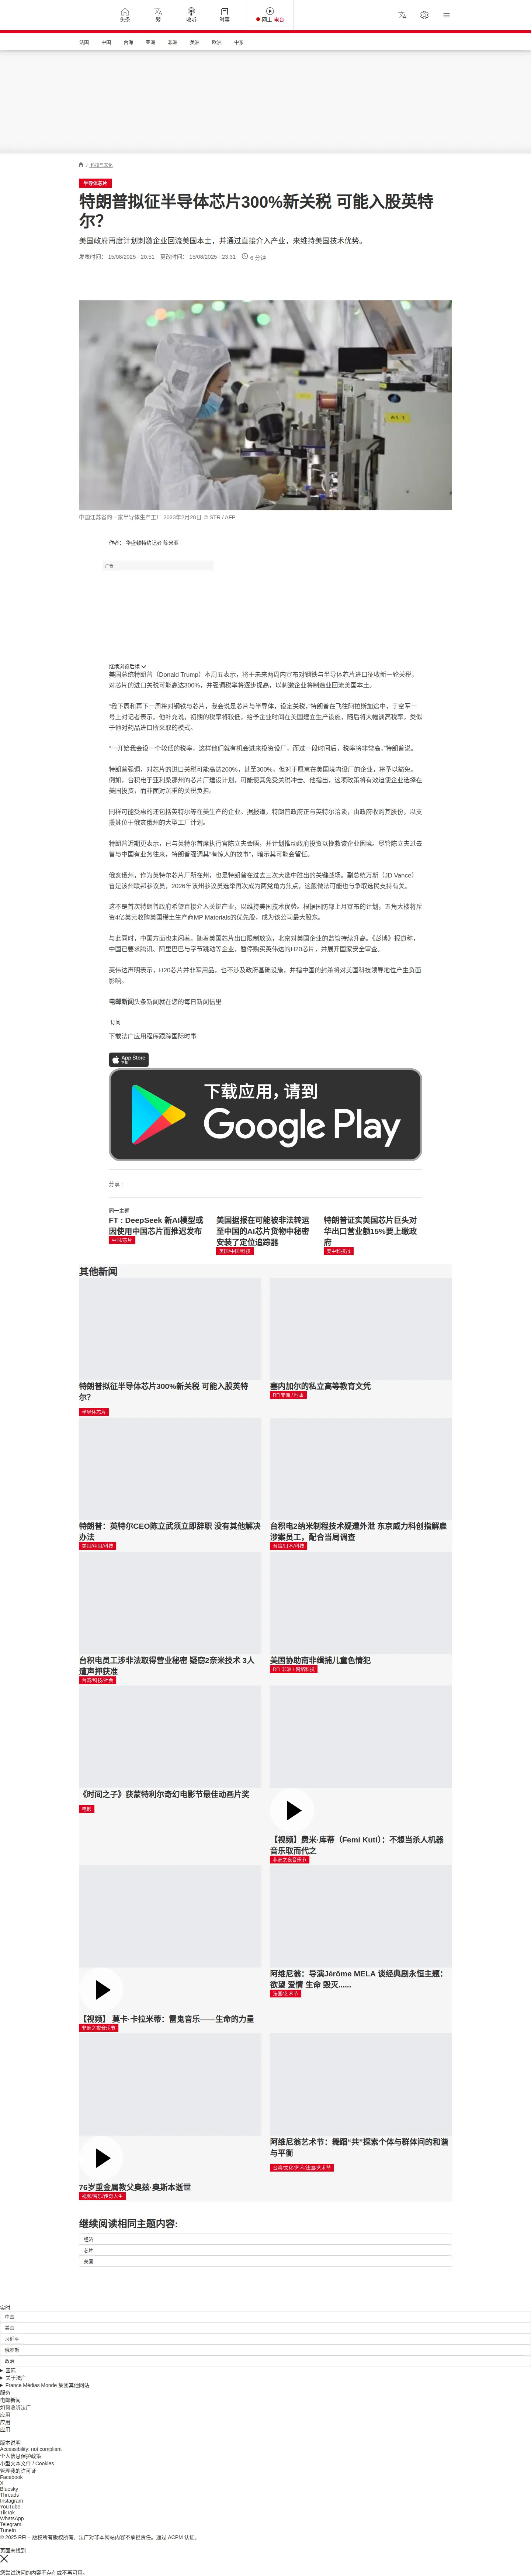 头条
繁
收听
时事
网上 电台
法国 中国 台海 亚洲 非洲 美洲 欧洲 中东
/ 科技与文化
半导体芯片
特朗普拟征半导体芯片300%新关税 可能入股英特
尔？
美国政府再度计划刺激企业回流美国本土，并通过直接介入产业，来维持美国技术优势。
发表时间： 15/08/2025 - 20:51 更改时间： 15/08/2025 - 23:31 6 分钟
中国江苏省的一家半导体生产工厂 2023年2月28日 © STR / AFP
作者： 华盛顿特约记者 陈米亚
广告
继续浏览后续
美国总统特朗普（Donald Trump）本周五表示，将于未来两周内宣布对钢铁与半导体芯片进口征收新一轮关税。
对芯片的进口关税可能高达300%，并强调税率将逐步提高，以刺激企业将制造业回流美国本土。
“我下周和再下一周将对钢铁与芯片，我会说是芯片与半导体，设定关税，”特朗普在飞往阿拉斯加途中，于空军一
号上对记者表示。他补充说，初期的税率将较低，给予企业时间在美国建立生产设施，随后将大幅调高税率，类似
于他对药品进口所采取的模式。
“一开始我会设一个较低的税率，这样他们就有机会进来投资设厂，而过一段时间后，税率将非常高，”特朗普说。
特朗普强调，对芯片的进口关税可能高达200%，甚至300%，但对于愿意在美国境内设厂的企业，将予以豁免。
例如，台积电于亚利桑那州的芯片厂建设计划，可能使其免受关税冲击。他指出，这项政策将有效迫使企业选择在
美国投资，而非面对沉重的关税负担。
同样可能受惠的还包括英特尔等在美生产的企业。据报道，特朗普政府正与英特尔洽谈，由政府收购其股份，以支
援其位于俄亥俄州的大型工厂计划。
特朗普近期更表示，已与英特尔首席执行官陈立夫会晤，并计划推动政府投资以挽救该企业困境。尽管陈立夫过去
曾与中国有业务往来，特朗普强调其“有惊人的故事”，暗示其可能会留任。
俄亥俄州，作为英特尔芯片厂所在州，也是特朗普在过去三次大选中胜出的关键战场。副总统万斯（JD Vance）
曾是该州联邦参议员，2026年该州参议员选举再次成为两党角力焦点，这般做法可能也与争取选民支持有关。
这不是首次特朗普政府希望直接介入关键产业，以维持美国技术优势。根据国防部上月宣布的计划，五角大楼将斥
资4亿美元收购美国稀土生产商MP Materials的优先股，成为该公司最大股东。
与此同时，中国方面也未闲着。随着美国芯片出口限制放宽，北京对美国企业的监管持续升高。《彭博》报道称，
中国已要求腾讯、阿里巴巴与字节跳动等企业，暂停购买英伟达的H20芯片，并展开国家安全审查。
英伟达声明表示，H20芯片并非军用品，也不涉及政府基础设施，并指中国的封杀将对美国科技领导地位产生负面
影响。
电邮新闻头条新闻就在您的每日新闻信里
订阅
下载法广应用程序跟踪国际时事
App Store
下载
下载应用，请到
Google Play
分享 :
同一主题
FT : DeepSeek 新AI模型或
因使用中国芯片而推迟发布
中国/芯片
美国据报在可能被非法转运
至中国的AI芯片货物中秘密
安装了定位追踪器
美国/中国/科技
特朗普证实美国芯片巨头对
华出口营业额15%要上缴政
府
美中科技战
其他新闻
特朗普拟征半导体芯片300%新关税 可能入股英特
尔？
半导体芯片
塞内加尔的私立高等教育文凭
RFI非洲 / 时事
特朗普：英特尔CEO陈立武须立即辞职 没有其他解决
办法
美国/中国/科技
台积电2纳米制程技术疑遭外泄 东京威力科创指解雇
涉案员工，配合当局调查
台湾/日本/科技
台积电员工涉非法取得营业秘密 疑窃2奈米技术 3人
遭声押获准
台湾/科技/社会
美国协助南非缉捕儿童色情犯
RFI 非洲 / 网络科技
《时间之子》获蒙特利尔奇幻电影节最佳动画片奖
电影
【视频】费米·库蒂（Femi Kuti）：不想当杀人机器
音乐取而代之
亚洲之夜音乐节
【视频】 莫卡·卡拉米蒂：雷鬼音乐——生命的力量
亚洲之夜音乐节
阿维尼翁：导演Jérôme MELA 谈经典剧永恒主题：
欲望 爱情 生命 毁灭……
法国/艺术节
76岁重金属教父奥兹·奥斯本逝世
视频/音乐/传奇人生
阿维尼翁艺术节：舞蹈“共”探索个体与群体间的和谐
与平衡
台湾/文化/艺术/法国/艺术节
继续阅读相同主题内容:
经济
芯片
美国
实时
中国
美国
习近平
俄罗斯
政治
国际
关于法广
France Médias Monde 集团其他网站
服务
电邮新闻
如何收听法广
应用
应用
应用
版本说明
Accessibility: not compliant
个人信息保护政策
小型文本文件 / Cookies
管理我的许可证
Facebook
X
Bluesky
Threads
Instagram
YouTube
TikTok
WhatsApp
Telegram
TuneIn
© 2025 RFI – 版权所有版权所有。法广对非本网站内容不承担责任。通过 ACPM 认证。
页面未找到
您尝试访问的内容不存在或不再可用。